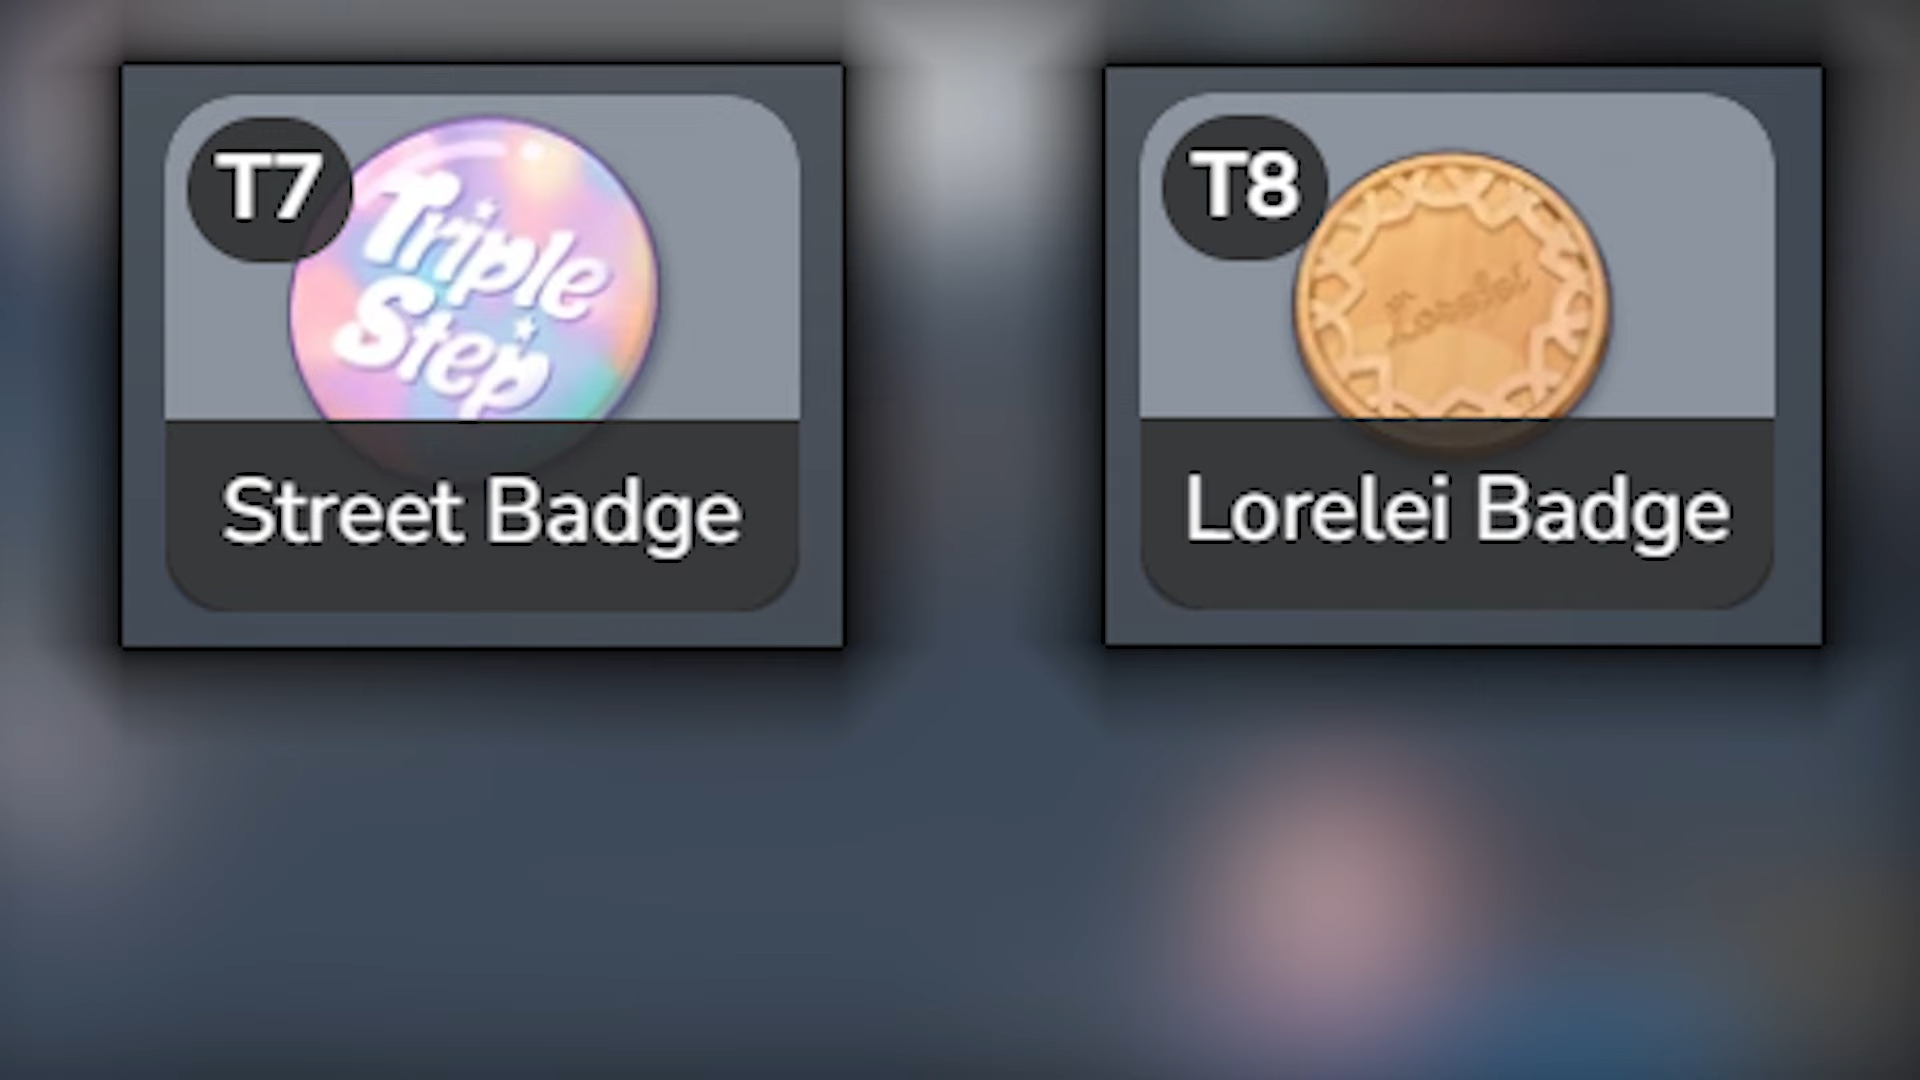 T7
Triple
Step
Street Badge
T8
Lorelei
Lorelei Badge